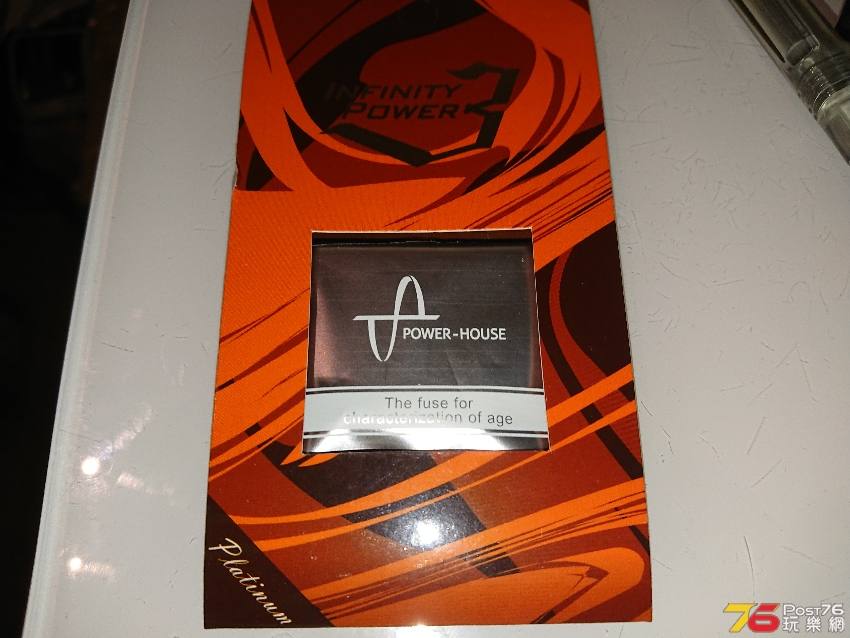 INFINITY
POWER 3
POWER-HOUSE
The fuse for
characterization of age
Platinum
76 Post76
玩樂網